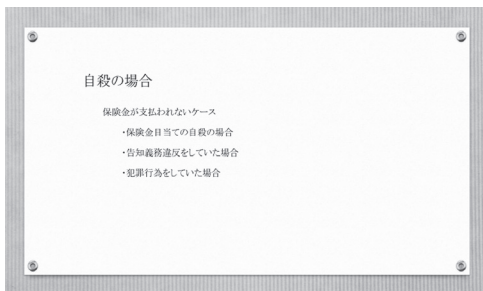 自殺の場合
保険金が支払われないケース
・保険金目当ての自殺の場合
・告知義務違反をしていた場合
・犯罪行為をしていた場合